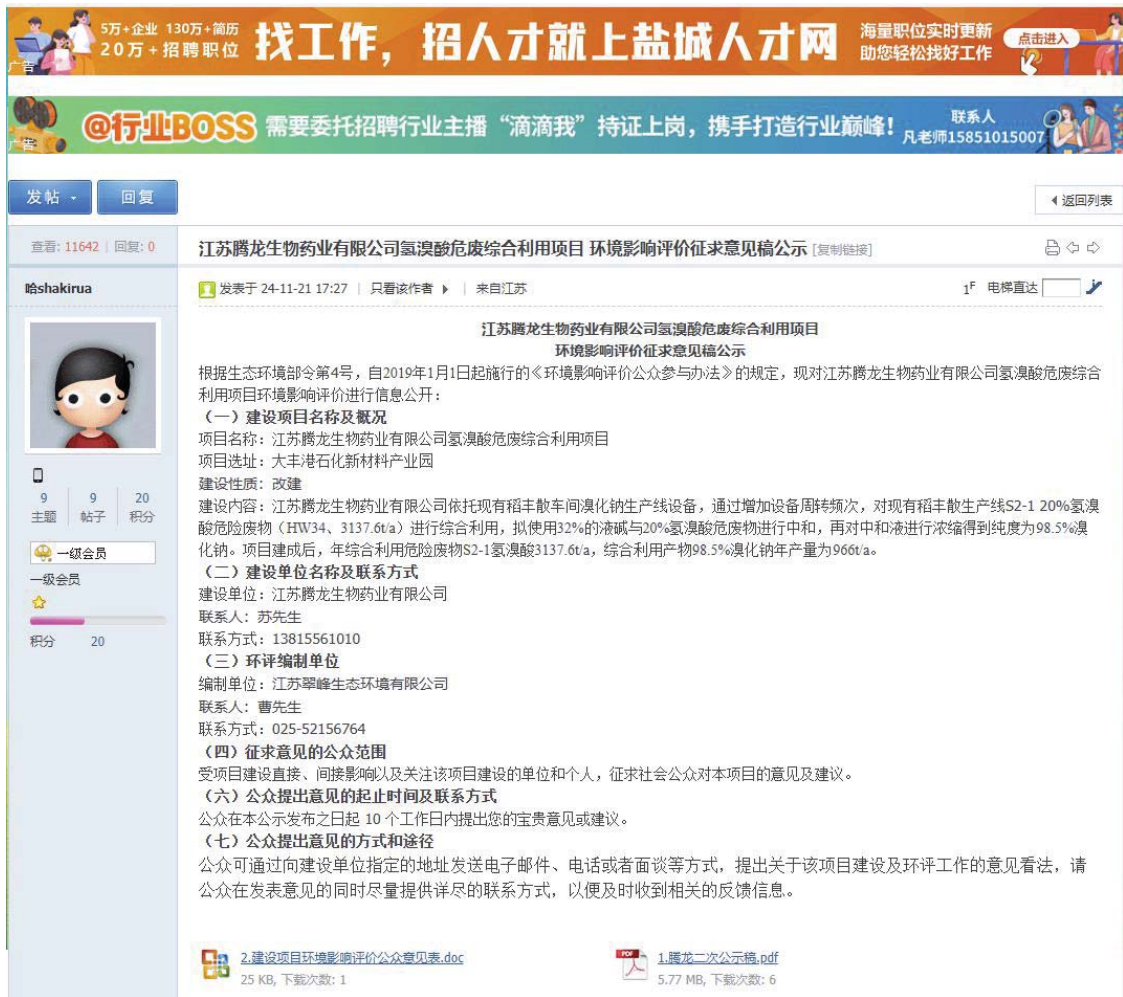 5万+企业 130万+简历
20万+招聘职位
找工作，招人才就上盐城人才网
海量职位实时更新
助您轻松找好工作
点击进入
广告
@行业BOSS 需要委托招聘行业主播“滴滴我”持证上岗，携手打造行业巅峰！
联系人
凡老师15851015007
广告
发帖
回复
返回列表
查看: 11642 | 回复: 0
江苏腾龙生物药业有限公司氢溴酸危废综合利用项目 环境影响评价征求意见稿公示 [复制链接]
哈shakirua
发表于 24-11-21 17:27 | 只看该作者 | 来自江苏
1F 电梯直达
9 9 20
主题 帖子 积分
一级会员
一级会员
积分 20
江苏腾龙生物药业有限公司氢溴酸危废综合利用项目
环境影响评价征求意见稿公示
根据生态环境部令第4号，自2019年1月1日起施行的《环境影响评价公众参与办法》的规定，现对江苏腾龙生物药业有限公司氢溴酸危废综合
利用项目环境影响评价进行信息公开：
（一）建设项目名称及概况
项目名称：江苏腾龙生物药业有限公司氢溴酸危废综合利用项目
项目选址：大丰港石化新材料产业园
建设性质：改建
建设内容：江苏腾龙生物药业有限公司依托现有稻丰散车间溴化钠生产线设备，通过增加设备周转频次，对现有稻丰散生产线S2-1 20%氢溴
酸危险废物（HW34、3137.6t/a）进行综合利用，拟使用32%的液碱与20%氢溴酸危废物进行中和，再对中和液进行浓缩得到纯度为98.5%溴
化钠。项目建成后，年综合利用危险废物S2-1氢溴酸3137.6t/a，综合利用产物98.5%溴化钠年产量为966t/a。
（二）建设单位名称及联系方式
建设单位：江苏腾龙生物药业有限公司
联系人：苏先生
联系方式：13815561010
（三）环评编制单位
编制单位：江苏翠峰生态环境有限公司
联系人：曹先生
联系方式：025-52156764
（四）征求意见的公众范围
受项目建设直接、间接影响以及关注该项目建设的单位和个人，征求社会公众对本项目的意见及建议。
（六）公众提出意见的起止时间及联系方式
公众在本公示发布之日起 10 个工作日内提出您的宝贵意见或建议。
（七）公众提出意见的方式和途径
公众可通过向建设单位指定的地址发送电子邮件、电话或者面谈等方式，提出关于该项目建设及环评工作的意见看法，请
公众在发表意见的同时尽量提供详尽的联系方式，以便及时收到相关的反馈信息。
2.建设项目环境影响评价公众意见表.doc
25 KB, 下载次数: 1
PDF
1.腾龙二次公示稿.pdf
5.77 MB, 下载次数: 6